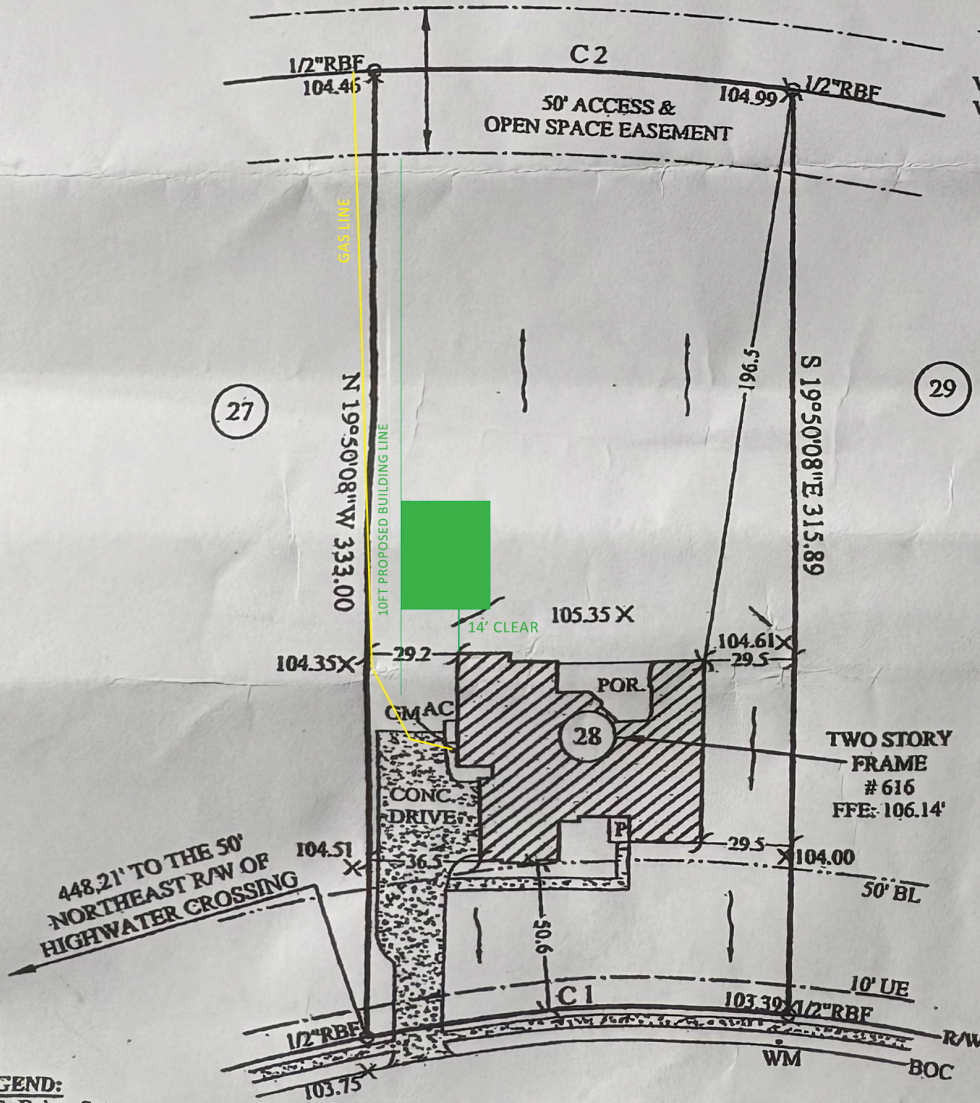 C 2
1/2"RBF
104.46
1/2"RBF
104.99
50' ACCESS &
OPEN SPACE EASEMENT
GAS LINE
196.5
27
29
N 19°50'08"W 333.00
S 19°50'08"E 315.89
10FT PROPOSED BUILDING LINE
105.35
14' CLEAR
104.61
104.35
29.2
29.5
POR.
GM
AC
28
TWO STORY
FRAME
# 616
FFE: 106.14'
CONC.
DRIVE
P
104.51
36.5
29.5
104.00
448.21' TO THE 50'
NORTHEAST R/W OF
HIGHWATER CROSSING
50' BL
50.6
10' UE
C 1
103.39
1/2"RBF
1/2"RBF
R/W
WM
BOC
103.75
GEND: